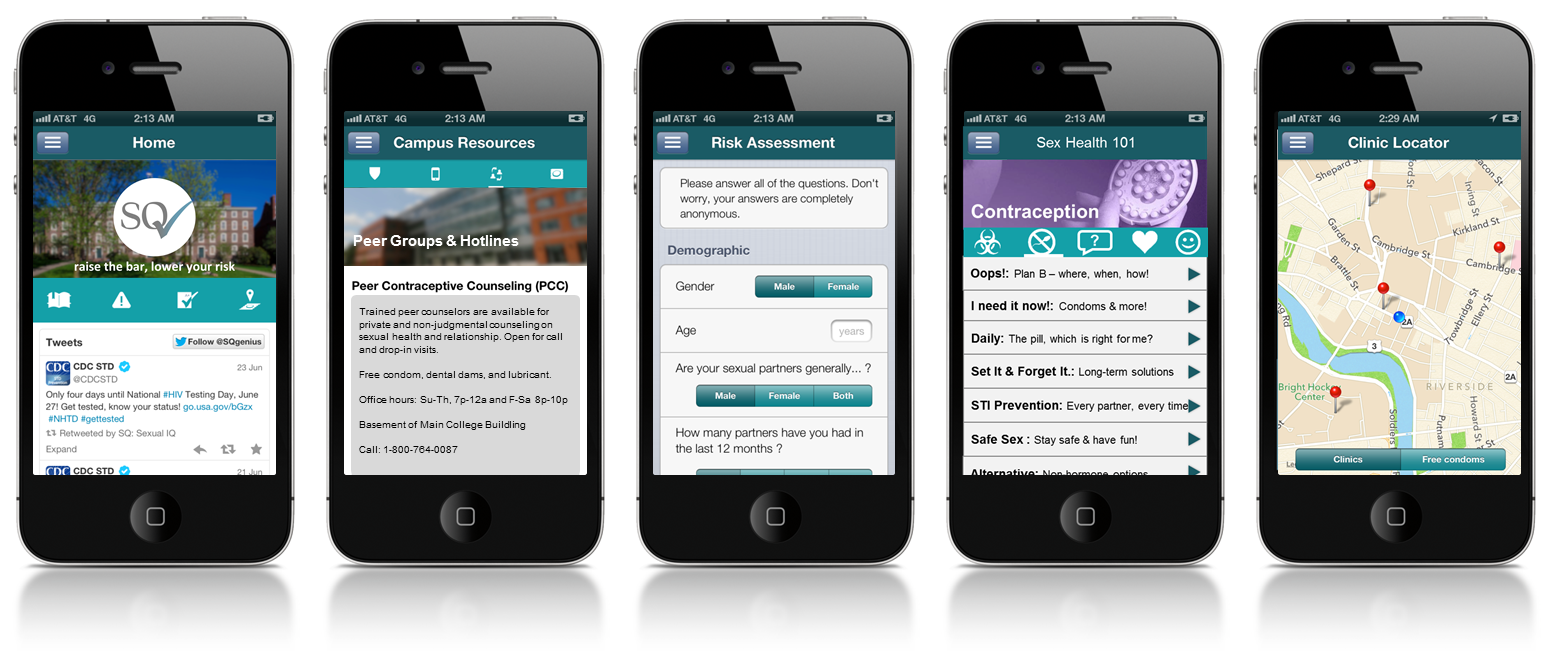 AT&T 4G 2:13 AM
Home
SQ
raise the bar, lower your risk
Tweets
Follow @SQgenius
CDC
CDC STD
23 Jun
@CDCSTD
Only four days until National #HIV Testing Day, June
27! Get tested, know your status! go.usa.gov/bGzx
#NHTD #gettested
Retweeted by SQ: Sexual IQ
Expand
CDC
CDC STD
21 Jun
AT&T 4G 2:13 AM
Campus Resources
Peer Groups & Hotlines
Peer Contraceptive Counseling (PCC)
Trained peer counselors are available for
private and non-judgmental counseling on
sexual health and relationship. Open for call
and drop-in visits.
Free condom, dental dams, and lubricant.
Office hours: Su-Th, 7p-12a and F-Sa 8p-10p
Basement of Main College Building
Call: 1-800-764-0087
AT&T 4G 2:13 AM
Risk Assessment
Please answer all of the questions. Don't
worry, your answers are completely
anonymous.
Demographic
Gender
Male
Female
Age
years
Are your sexual partners generally... ?
Male
Female
Both
How many partners have you had in
the last 12 months ?
AT&T 4G 2:13 AM
Sex Health 101
Contraception
?
Oops!: Plan B – where, when, how!
I need it now!: Condoms & more!
Daily: The pill, which is right for me?
Set It & Forget It.: Long-term solutions
STI Prevention: Every partner, every time
Safe Sex : Stay safe & have fun!
Alternative: Non-hormone options
AT&T 4G 2:29 AM
Clinic Locator
Shepard St
Irving St
Kirkland St
Garden St
Cambridge St
Cambridge
Brattle St
Trowbridge St
Ellery St
2A
3
2A
Bright Hockey
Center
RIVERSIDE
Howard St
Putnam
Soldiers
Clinics
Free condoms